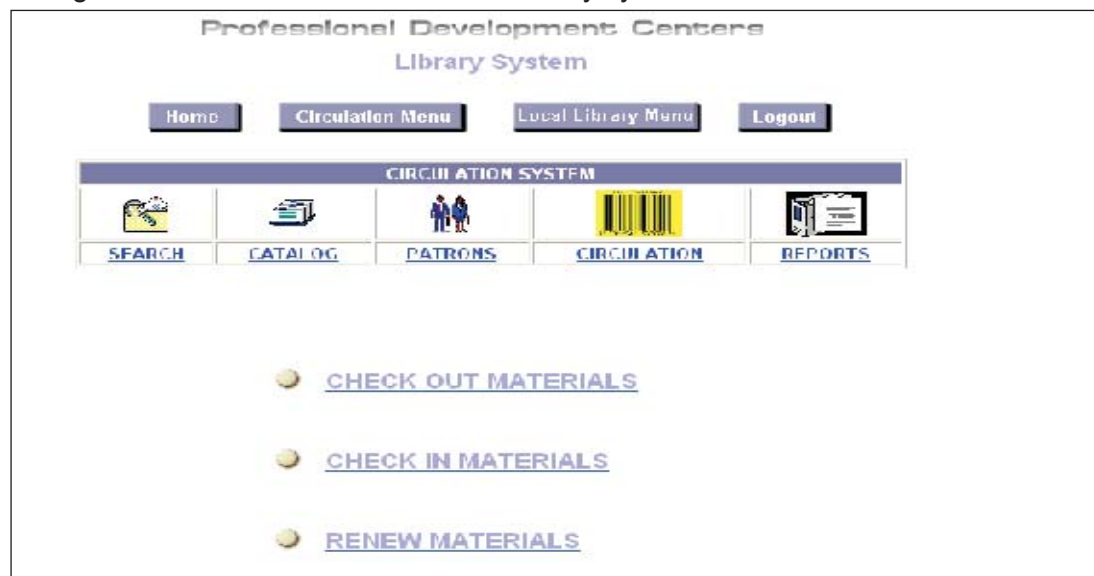 Professional Development Centers
Library System
Home Circulation Menu Local Library Menu Logout
CIRCULATION SYSTEM
SEARCH CATALOG PATRONS CIRCULATION REPORTS
CHECK OUT MATERIALS
CHECK IN MATERIALS
RENEW MATERIALS